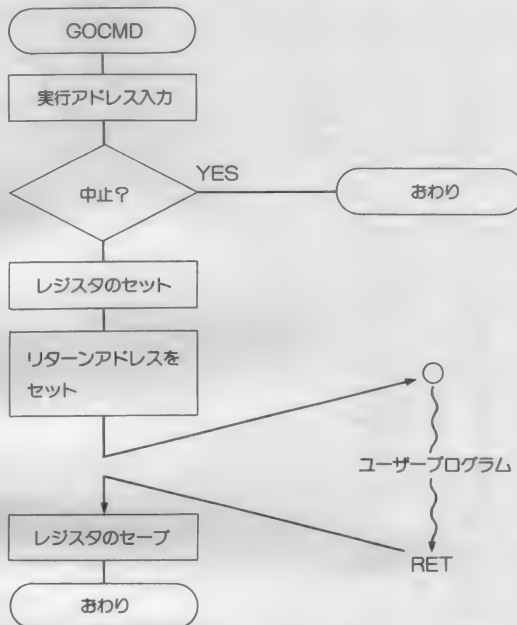 GOCMD
実行アドレス入力
中止?
YES
おわり
レジスタのセット
リターンアドレスを
セット
ユーザープログラム
レジスタのセーブ
RET
おわり